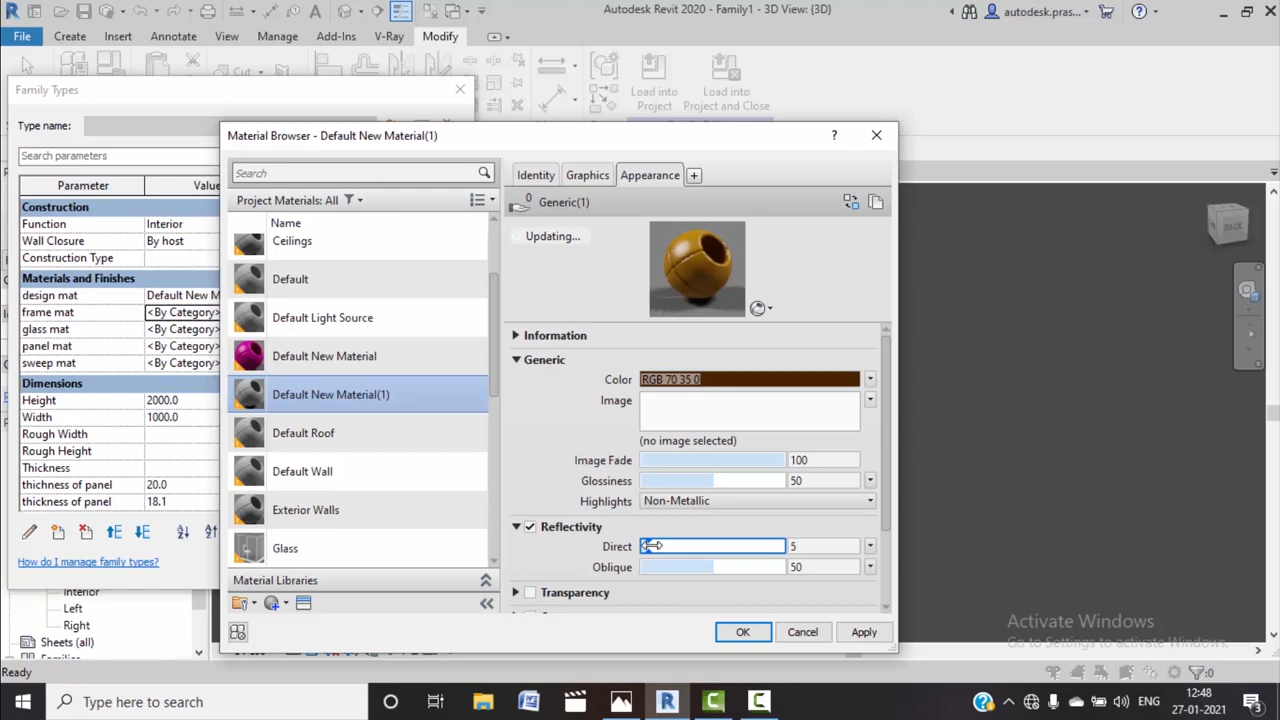 Autodesk Revit 2020 - Family1 - 3D View: {3D}
autodesk.pras...
File
Create
Insert
Annotate
View
Manage
Add-Ins
V-Ray
Modify
Cut
Load into
Project
Load into
Project and Close
Family Types
Type name:
Search parameters
Parameter
Value
Construction
Function
Interior
Wall Closure
By host
Construction Type
Materials and Finishes
design mat
Default New M
frame mat
<By Category>
glass mat
<By Category>
panel mat
<By Category>
sweep mat
<By Category>
Dimensions
Height
2000.0
Width
1000.0
Rough Width
Rough Height
Thickness
thichness of panel
20.0
thickness of panel
18.1
How do I manage family types?
Material Browser - Default New Material(1)
?
Search
Project Materials: All
Name
Ceilings
Default
Default Light Source
Default New Material
Default New Material(1)
Default Roof
Default Wall
Exterior Walls
Glass
Material Libraries
Identity
Graphics
Appearance
0
Generic(1)
Updating...
Information
Generic
Color
RGB 70 35 0
Image
(no image selected)
Image Fade
100
Glossiness
50
Highlights
Non-Metallic
Reflectivity
Direct
5
Oblique
50
Transparency
OK
Cancel
Apply
BACK
Interior
Left
Right
Sheets (all)
Activate Windows
Go to Settings to activate Windows.
Ready
:0
Type here to search
ENG
12:48
27-01-2021
3